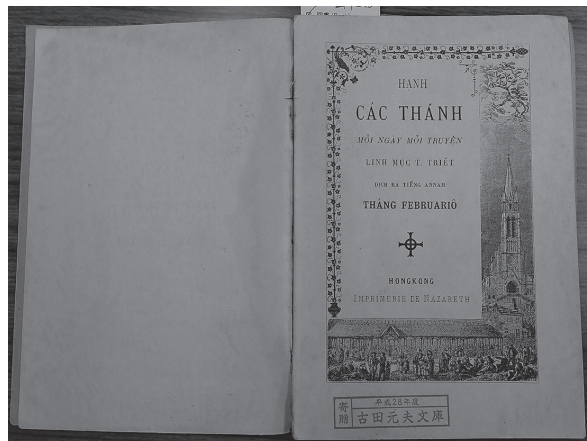 HẠNH
CÁC THÁNH
MỖI NGÀY MỖI TRUYỆN
LINH MỤC T. TRIẾT
DỊCH RA TIẾNG ANNAM
THÁNG FEBRUARIÔ
HONGKONG
IMPRIMERIE DE NAZARETH
寄贈
平成28年度
古田元夫文庫